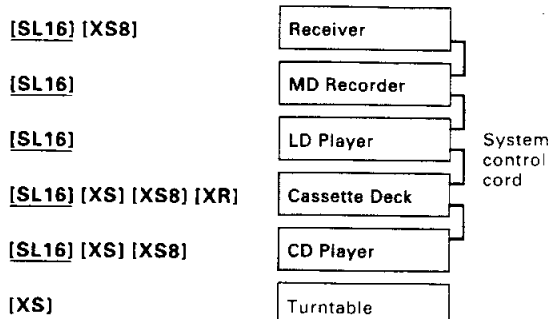 [SL16] [XS8] Receiver
[SL16] MD Recorder
[SL16] LD Player
System
control
cord
[SL16] [XS] [XS8] [XR] Cassette Deck
[SL16] [XS] [XS8] CD Player
[XS] Turntable